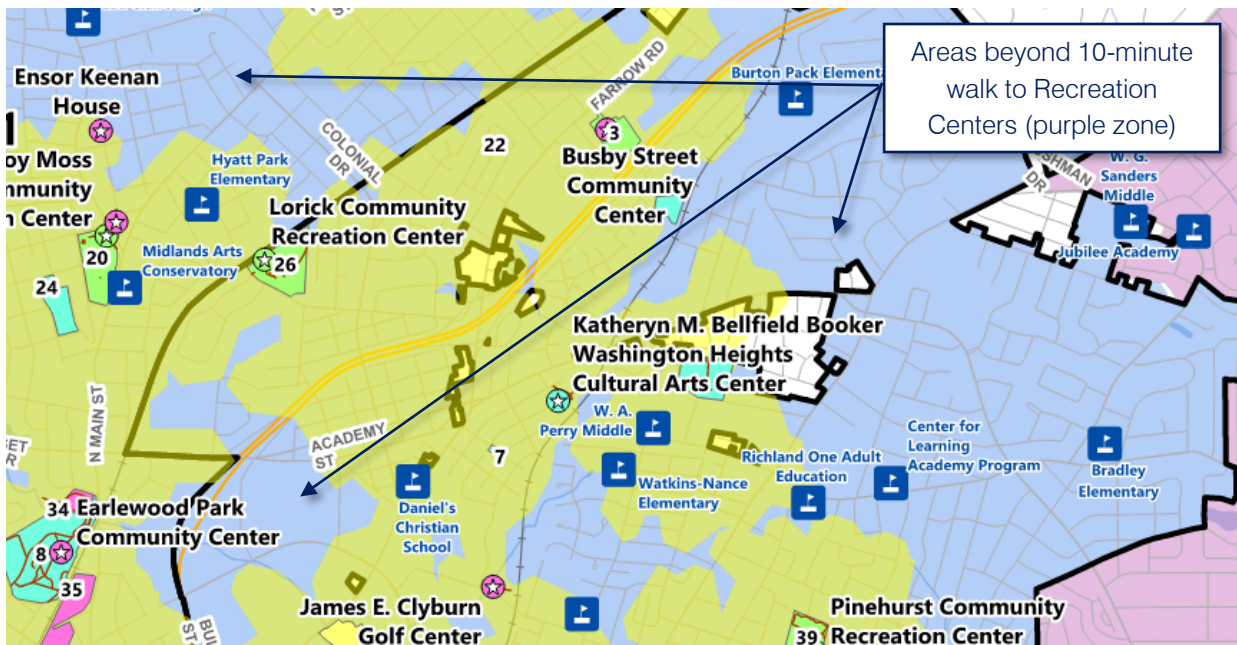 Areas beyond 10-minute
walk to Recreation
Centers (purple zone)
Ensor Keenan
House
FARROW RD
Burton Pack Elementa
1
oy Moss
mmunity
n Center
Hyatt Park
Elementary
COLONIAL
DR
22
3
Busby Street
Community
Center
SHMAN
DR
W. G.
Sanders
Middle
Jubilee Academy
Lorick Community
Recreation Center
20
Midlands Arts
Conservatory
26
24
Katheryn M. Bellfield Booker
Washington Heights
Cultural Arts Center
N MAIN ST
ACADEMY
ST
7
W. A.
Perry Middle
Watkins-Nance
Elementary
Richland One Adult
Education
Center for
Learning
Academy Program
Bradley
Elementary
Daniel's
Christian
School
34
Earlewood Park
Community Center
8
35
BUL
ST
James E. Clyburn
Golf Center
39
Pinehurst Community
Recreation Center